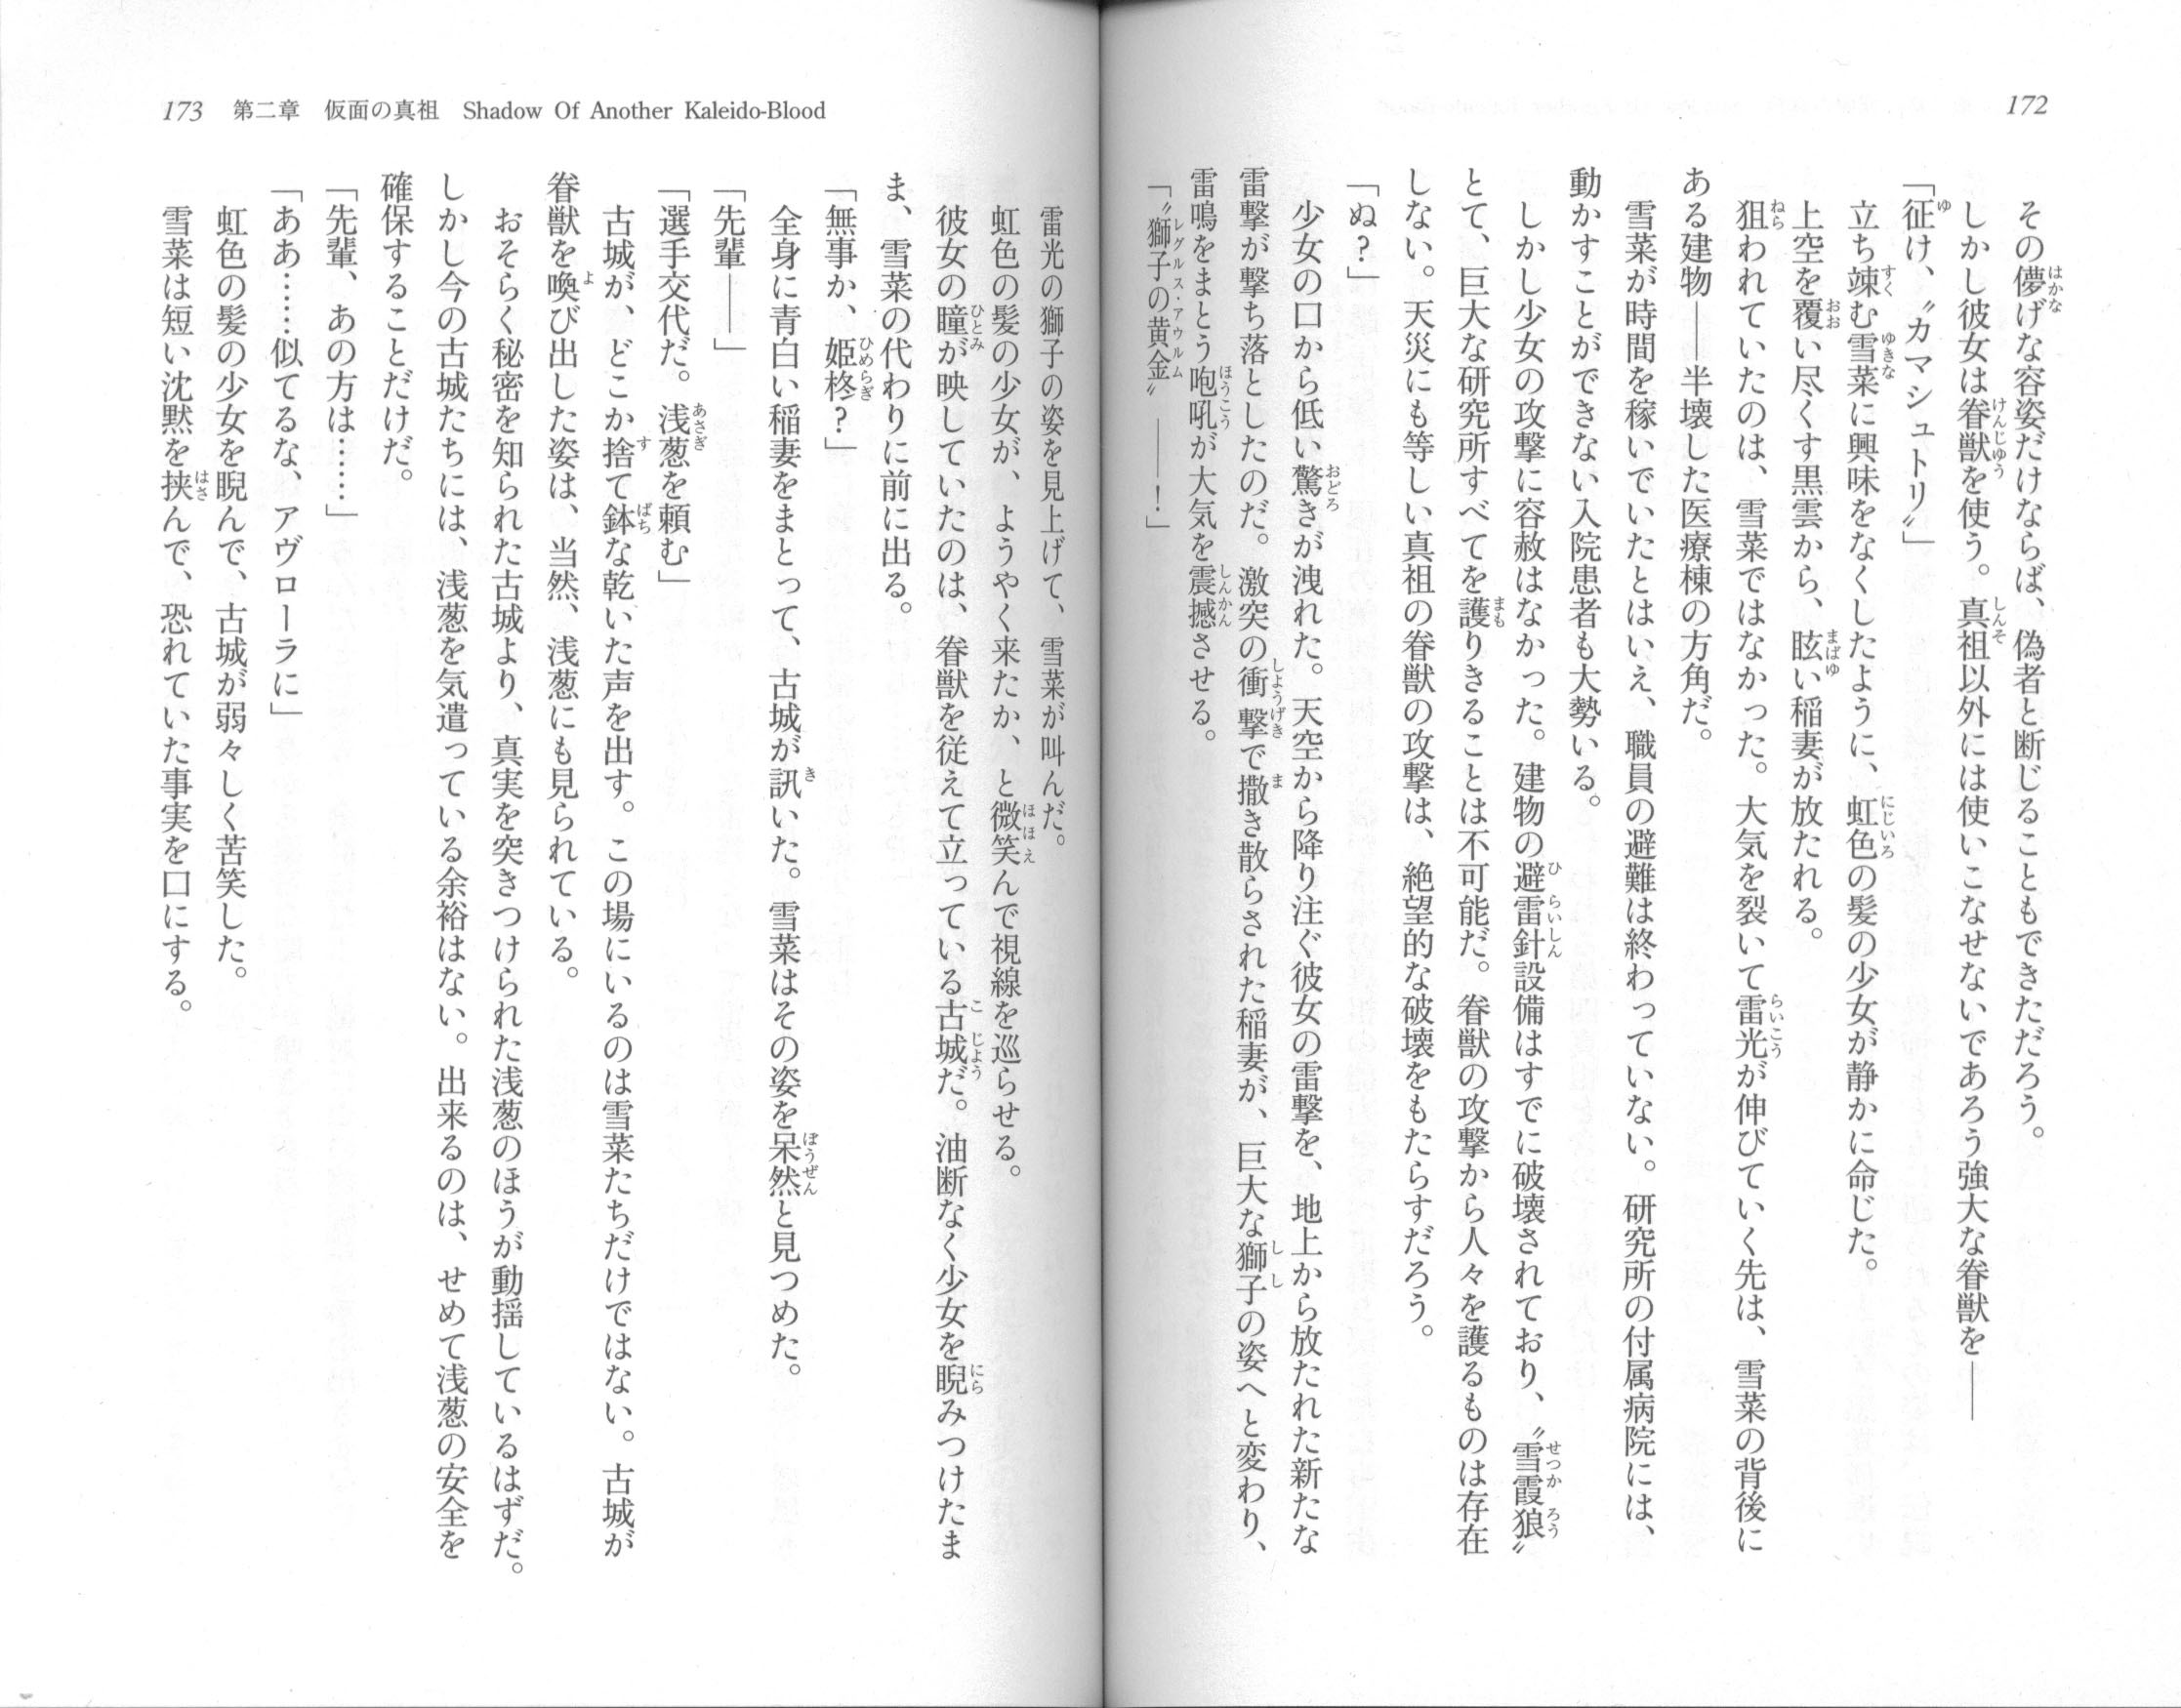 172
その儚げな容姿だけならば、偽者と断じることもできただろう。
しかし彼女は眷獣を使う。真祖以外には使いこなせないであろう強大な眷獣を――
「征け、〝カマシュトリ〟」
立ち竦む雪菜に興味をなくしたように、虹色の髪の少女が静かに命じた。
上空を覆い尽くす黒雲から、眩い稲妻が放たれる。
狙われていたのは、雪菜ではなかった。大気を裂いて雷光が伸びていく先は、雪菜の背後に
ある建物――半壊した医療棟の方角だ。
雪菜が時間を稼いでいたとはいえ、職員の避難は終わっていない。研究所の付属病院には、
動かすことができない入院患者も大勢いる。
しかし少女の攻撃に容赦はなかった。建物の避雷針設備はすでに破壊されており、〝雪霞狼〟
とて、巨大な研究所すべてを護りきることは不可能だ。眷獣の攻撃から人々を護るものは存在
しない。天災にも等しい真祖の眷獣の攻撃は、絶望的な破壊をもたらすだろう。
「ぬ?」
少女の口から低い驚きが洩れた。天空から降り注ぐ彼女の雷撃を、地上から放たれた新たな
雷撃が撃ち落としたのだ。激突の衝撃で撒き散らされた稲妻が、巨大な獅子の姿へと変わり、
雷鳴をまとう咆吼が大気を震撼させる。
「〝獅子の黄金〟――!」
173 第二章 仮面の真祖 Shadow Of Another Kaleido-Blood
雷光の獅子の姿を見上げて、雪菜が叫んだ。
虹色の髪の少女が、ようやく来たか、と微笑んで視線を巡らせる。
彼女の瞳が映していたのは、眷獣を従えて立っている古城だ。油断なく少女を睨みつけたま
ま、雪菜の代わりに前に出る。
「無事か、姫柊?」
全身に青白い稲妻をまとって、古城が訊いた。雪菜はその姿を呆然と見つめた。
「先輩――」
「選手交代だ。浅葱を頼む」
古城が、どこか捨て鉢な乾いた声を出す。この場にいるのは雪菜たちだけではない。古城が
眷獣を喚び出した姿は、当然、浅葱にも見られている。
おそらく秘密を知られた古城より、真実を突きつけられた浅葱のほうが動揺しているはずだ。
しかし今の古城たちには、浅葱を気遣っている余裕はない。出来るのは、せめて浅葱の安全を
確保することだけだ。
「先輩、あの方は……」
「ああ……似てるな、アヴローラに」
虹色の髪の少女を睨んで、古城が弱々しく苦笑した。
雪菜は短い沈黙を挟んで、恐れていた事実を口にする。